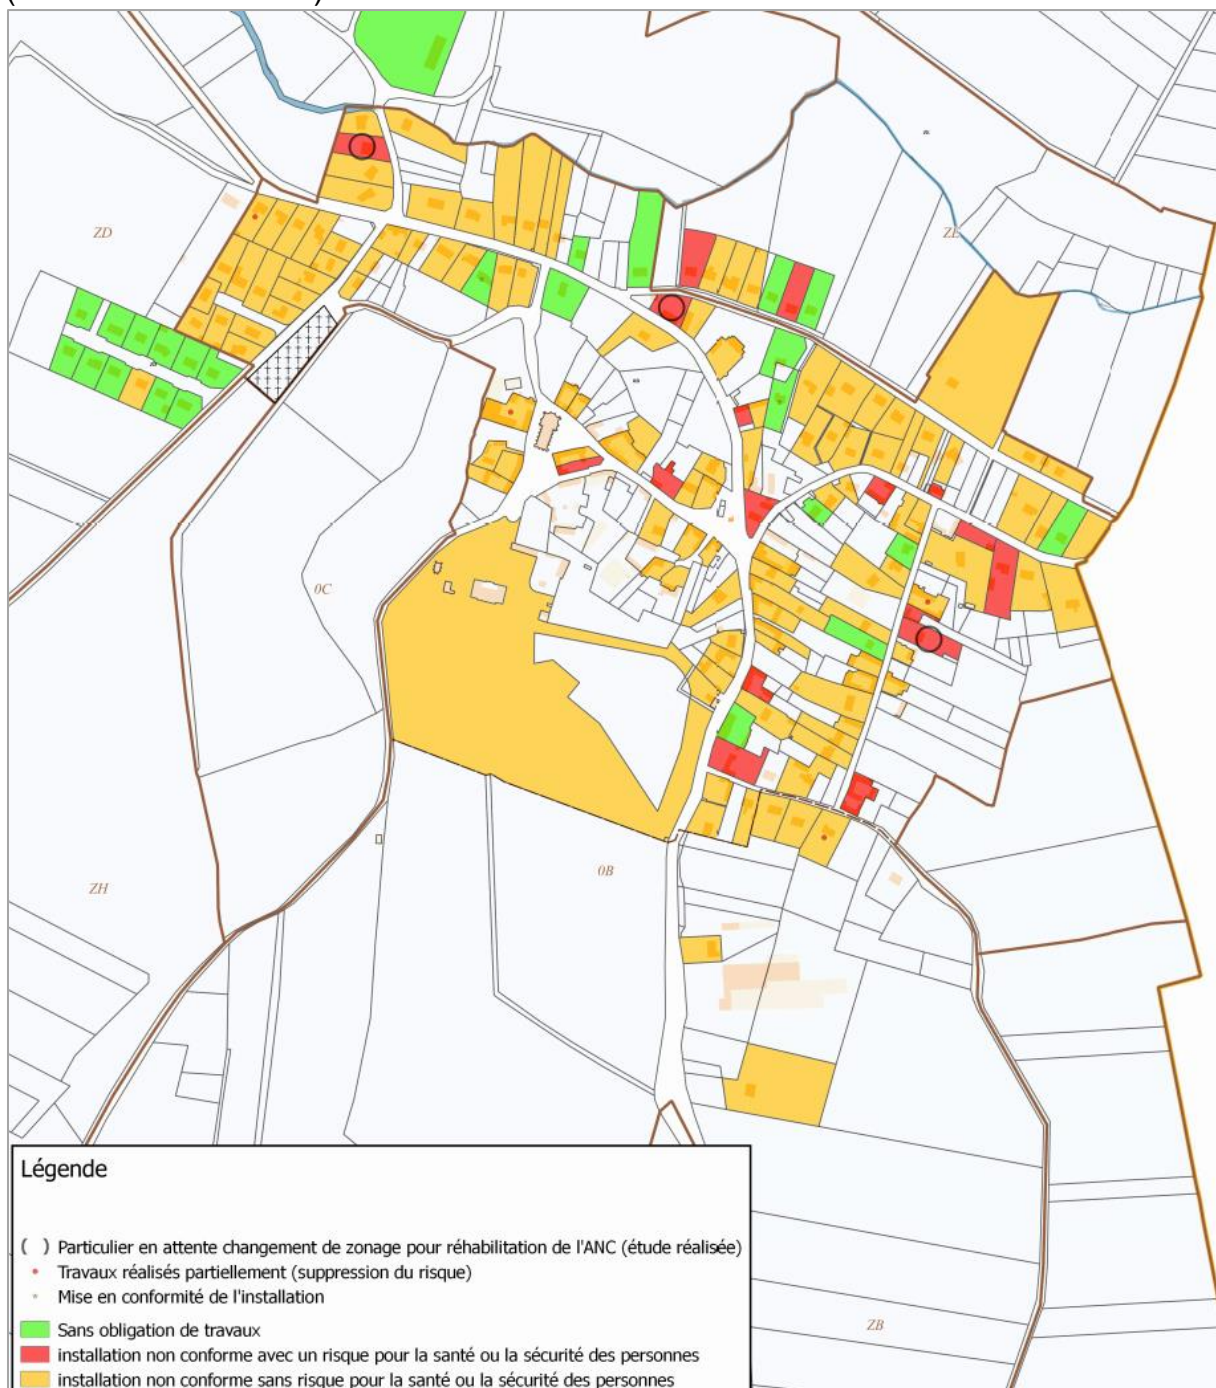 ZD
ZE
0C
ZH
0B
ZB
Légende
( ) Particulier en attente changement de zonage pour réhabilitation de l'ANC (étude réalisée)
Travaux réalisés partiellement (suppression du risque)
Mise en conformité de l'installation
Sans obligation de travaux
installation non conforme avec un risque pour la santé ou la sécurité des personnes
installation non conforme sans risque pour la santé ou la sécurité des personnes